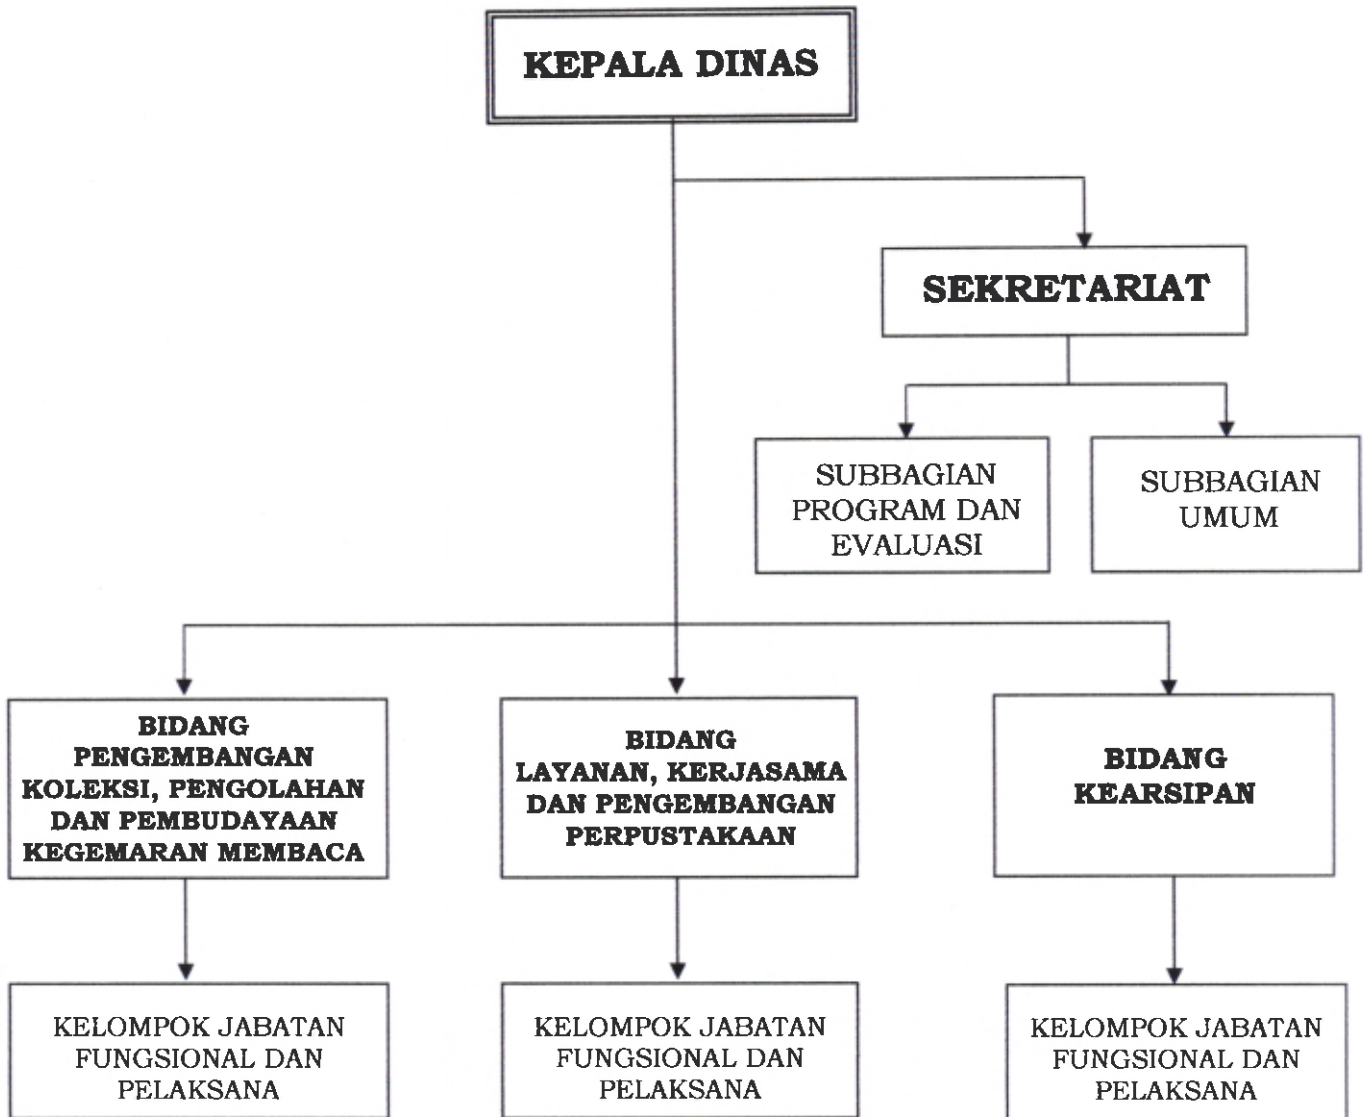 KEPALA DINAS
SEKRETARIAT
SUBBAGIAN
PROGRAM DAN
EVALUASI
SUBBAGIAN
UMUM
BIDANG
PENGEMBANGAN
KOLEKSI, PENGOLAHAN
DAN PEMBUDAYAAN
KEGEMARAN MEMBACA
BIDANG
LAYANAN, KERJASAMA
DAN PENGEMBANGAN
PERPUSTAKAAN
BIDANG
KEARSIPAN
KELOMPOK JABATAN
FUNGSIONAL DAN
PELAKSANA
KELOMPOK JABATAN
FUNGSIONAL DAN
PELAKSANA
KELOMPOK JABATAN
FUNGSIONAL DAN
PELAKSANA